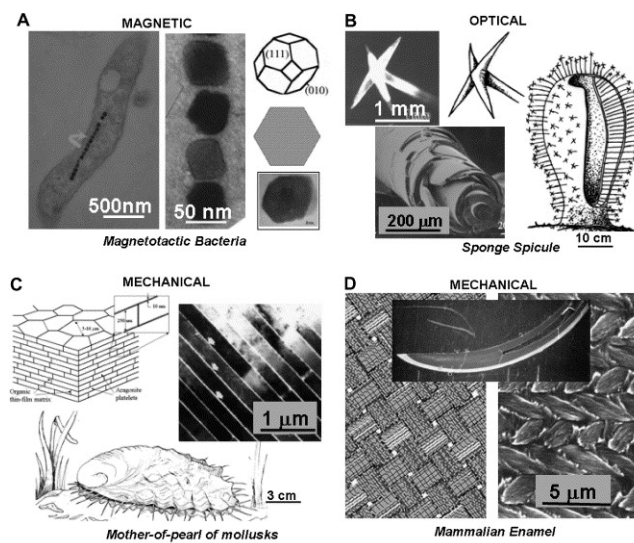 A
MAGNETIC
(111)
(010)
500nm
50 nm
Magnetotactic Bacteria
B
OPTICAL
1 mm
200 µm
10 cm
Sponge Spicule
C
MECHANICAL
Organic
thin-film matrix
Aragonite
platelets
1 µm
3 cm
Mother-of-pearl of mollusks
D
MECHANICAL
5 µm
Mammalian Enamel